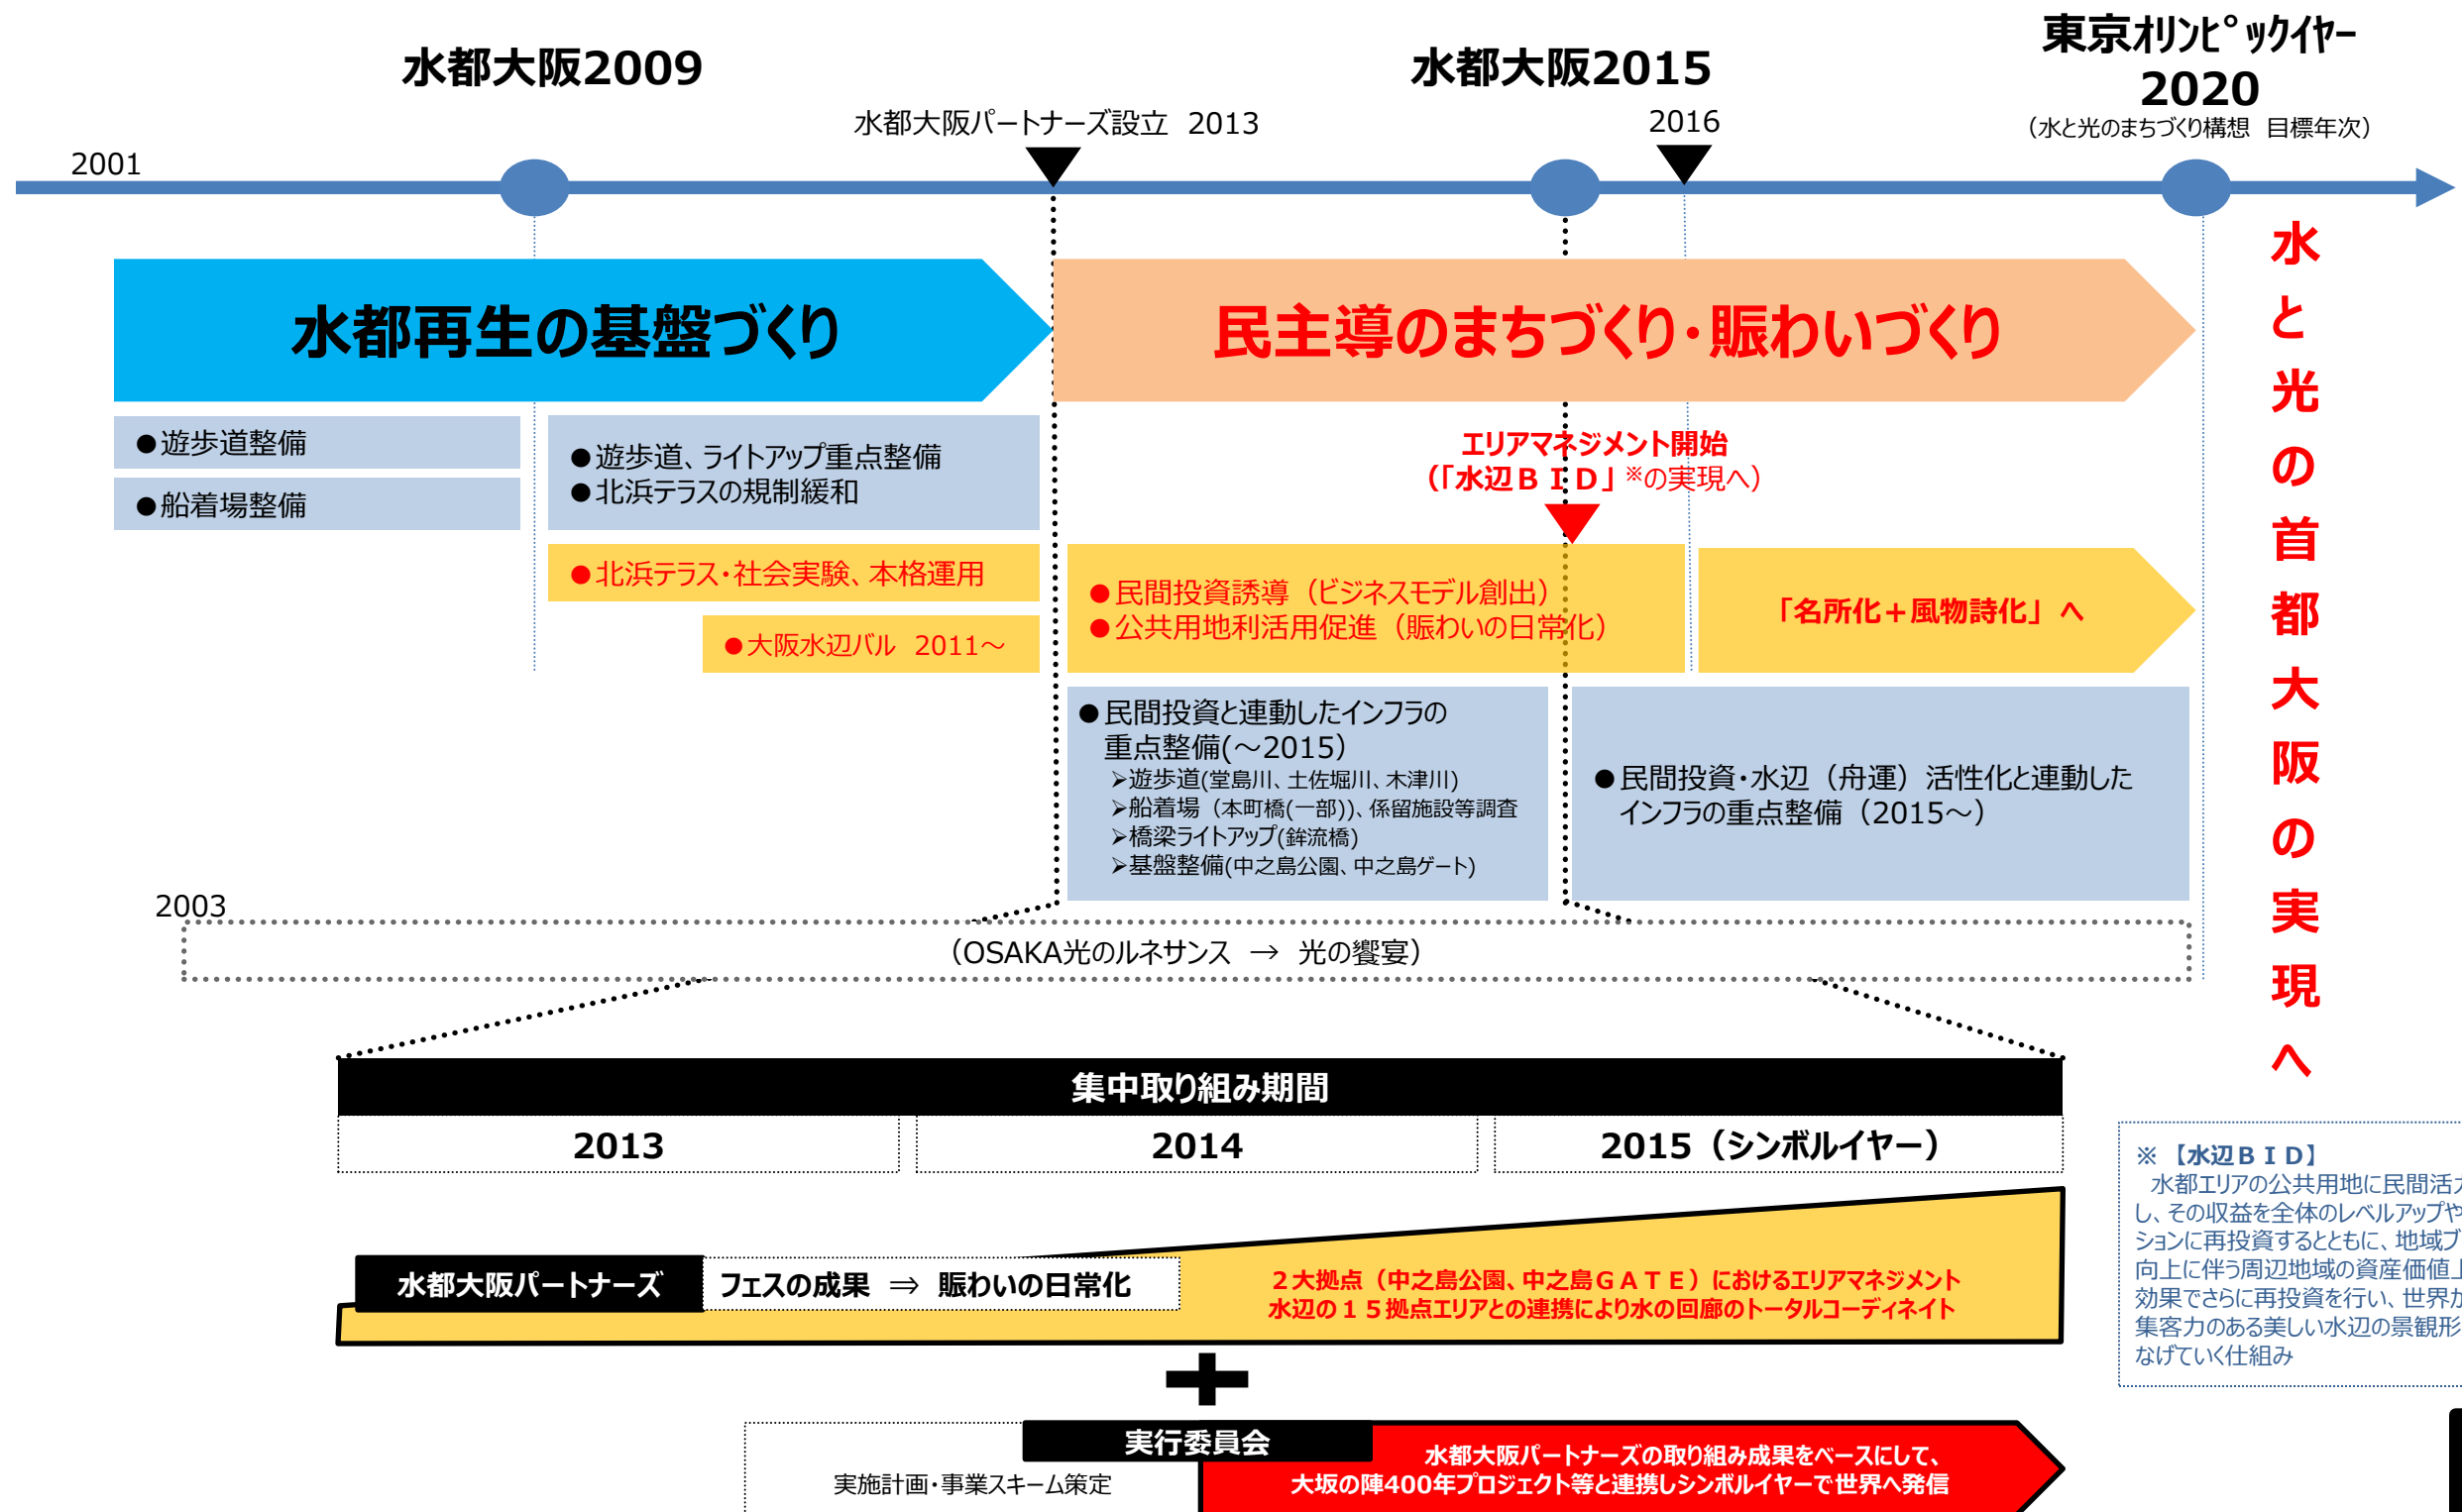 水都大阪2009
水都大阪2015
東京ｵﾘﾝﾋﾟｯｸｲﾔｰ
2020
（水と光のまちづくり構想　目標年次）
水都大阪パートナーズ設立　2013
2016
2001
水都再生の基盤づくり
民主導のまちづくり・賑わいづくり
水と光の首都大阪の実現へ
●遊歩道整備
●船着場整備
●遊歩道、ライトアップ重点整備
●北浜テラスの規制緩和
●北浜テラス・社会実験、本格運用
●大阪水辺バル　2011～
エリアマネジメント開始
（「水辺ＢＩＤ」※の実現へ）
●民間投資誘導（ビジネスモデル創出）
●公共用地利活用促進（賑わいの日常化）
「名所化＋風物詩化」へ
●民間投資と連動したインフラの
重点整備(～2015）
➢遊歩道(堂島川、土佐堀川、木津川)
➢船着場（本町橋(一部))、係留施設等調査
➢橋梁ライトアップ(鉾流橋)
➢基盤整備(中之島公園、中之島ゲート)
●民間投資・水辺（舟運）活性化と連動した
インフラの重点整備（2015～）
2003
（OSAKA光のルネサンス　→　光の饗宴）
集中取り組み期間
2013
2014
2015（シンボルイヤー）
水都大阪パートナーズ
フェスの成果　⇒　賑わいの日常化
２大拠点（中之島公園、中之島ＧＡＴＥ）におけるエリアマネジメント
水辺の１５拠点エリアとの連携により水の回廊のトータルコーディネイト
※　【水辺ＢＩＤ】
水都エリアの公共用地に民間活
し、その収益を全体のレベルアップや
ションに再投資するとともに、地域ブ
向上に伴う周辺地域の資産価値上
効果でさらに再投資を行い、世界か
集客力のある美しい水辺の景観形
なげていく仕組み
＋
実行委員会
実施計画・事業スキーム策定
水都大阪パートナーズの取り組み成果をベースにして、
大坂の陣400年プロジェクト等と連携しシンボルイヤーで世界へ発信